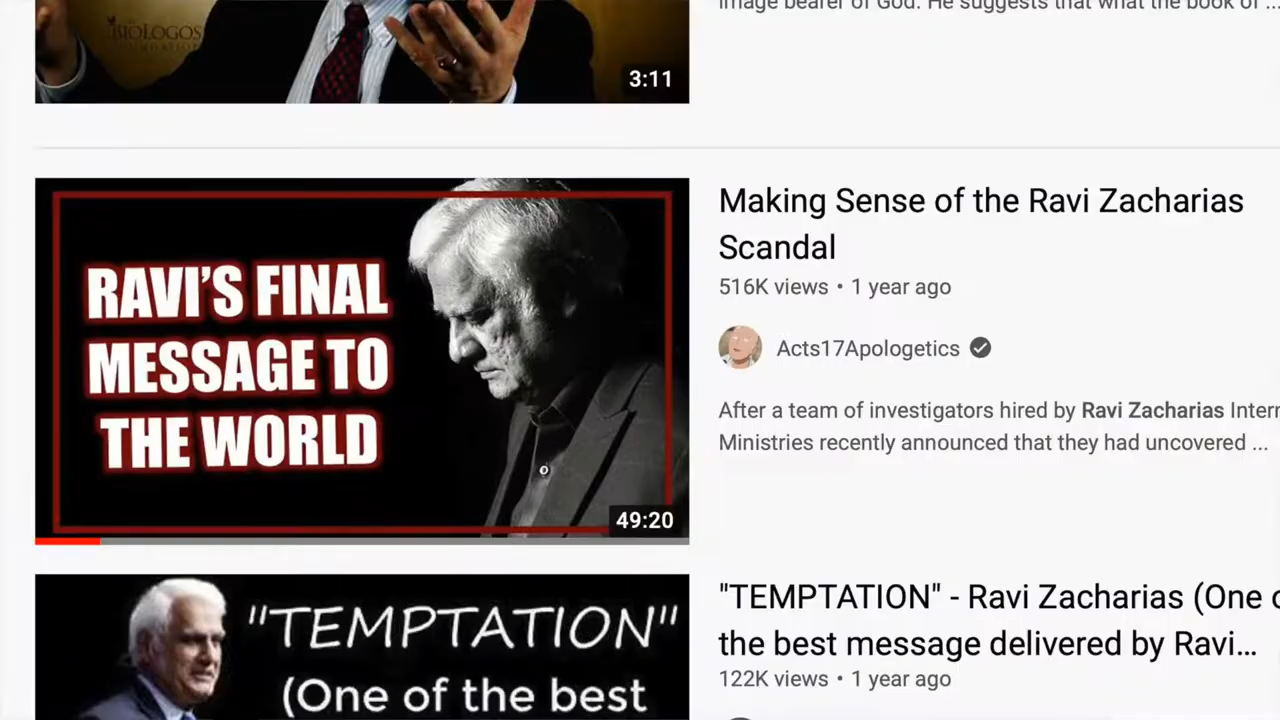 image bearer of God. He suggests that what the book of ...
BIOLOGOS
FOUNDATION
3:11
Making Sense of the Ravi Zacharias
Scandal
516K views • 1 year ago
RAVI'S FINAL
MESSAGE TO
THE WORLD
Acts17Apologetics
After a team of investigators hired by Ravi Zacharias Intern
Ministries recently announced that they had uncovered ...
49:20
"TEMPTATION" - Ravi Zacharias (One o
the best message delivered by Ravi...
122K views • 1 year ago
"TEMPTATION"
(One of the best